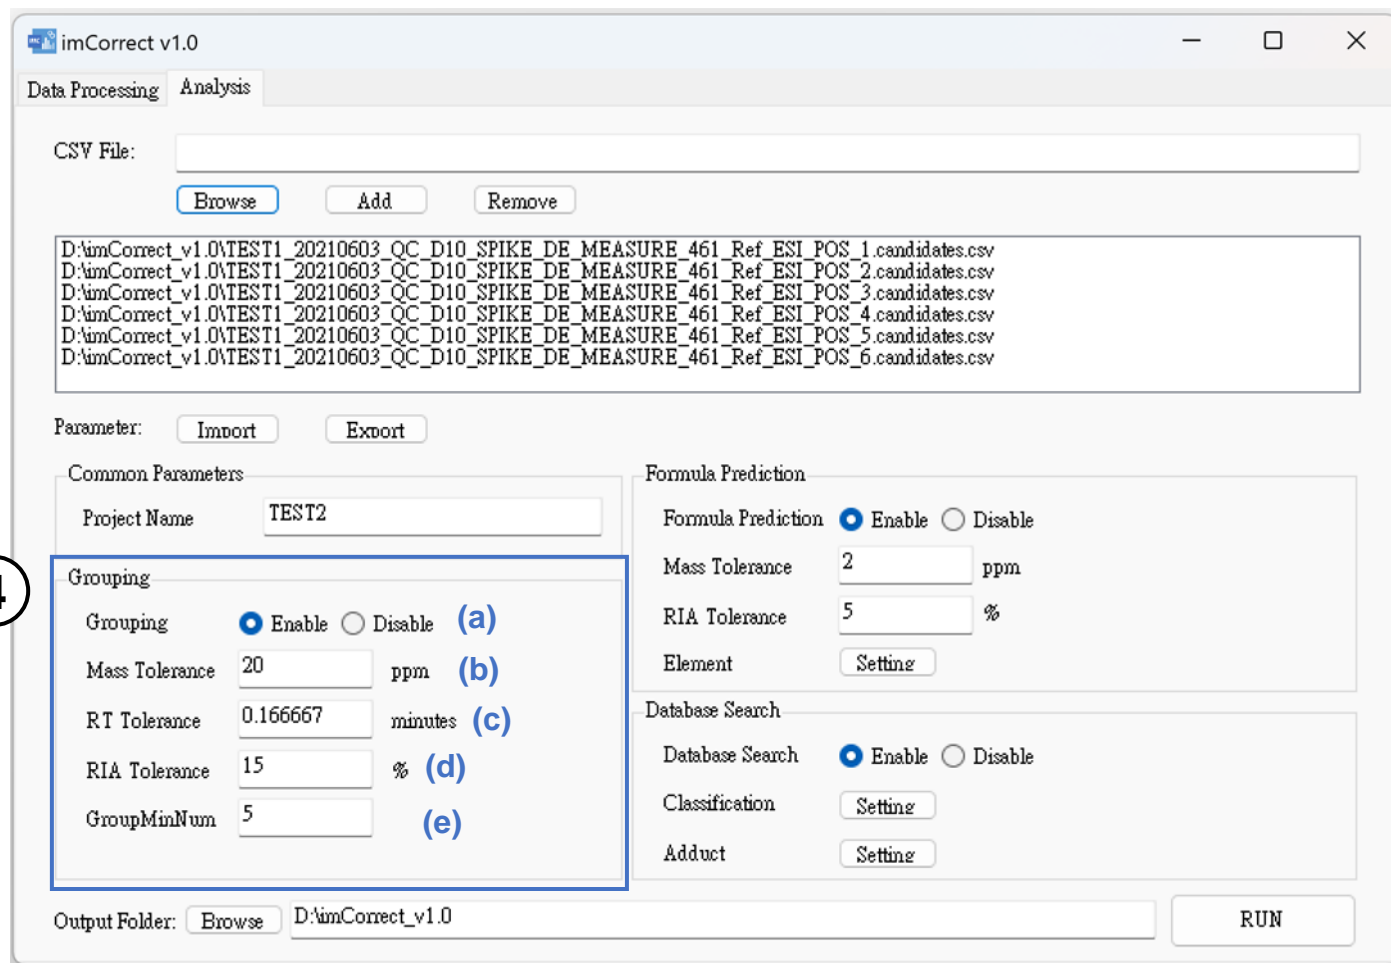 imCorrect v1.0
Data Processing Analysis
CSV File:
Browse Add Remove
D:\imCorrect_v1.0\TEST1_20210603_QC_D10_SPIKE_DE_MEASURE_461_Ref_ESI_POS_1.candidates.csv
D:\imCorrect_v1.0\TEST1_20210603_QC_D10_SPIKE_DE_MEASURE_461_Ref_ESI_POS_2.candidates.csv
D:\imCorrect_v1.0\TEST1_20210603_QC_D10_SPIKE_DE_MEASURE_461_Ref_ESI_POS_3.candidates.csv
D:\imCorrect_v1.0\TEST1_20210603_QC_D10_SPIKE_DE_MEASURE_461_Ref_ESI_POS_4.candidates.csv
D:\imCorrect_v1.0\TEST1_20210603_QC_D10_SPIKE_DE_MEASURE_461_Ref_ESI_POS_5.candidates.csv
D:\imCorrect_v1.0\TEST1_20210603_QC_D10_SPIKE_DE_MEASURE_461_Ref_ESI_POS_6.candidates.csv
Parameter: Import Export
Common Parameters
Project Name TEST2
4
Grouping
Grouping Enable Disable (a)
Mass Tolerance 20 ppm (b)
RT Tolerance 0.166667 minutes (c)
RIA Tolerance 15 % (d)
GroupMinNum 5 (e)
Formula Prediction
Formula Prediction Enable Disable
Mass Tolerance 2 ppm
RIA Tolerance 5 %
Element Setting
Database Search
Database Search Enable Disable
Classification Setting
Adduct Setting
Output Folder: Browse D:\imCorrect_v1.0 RUN